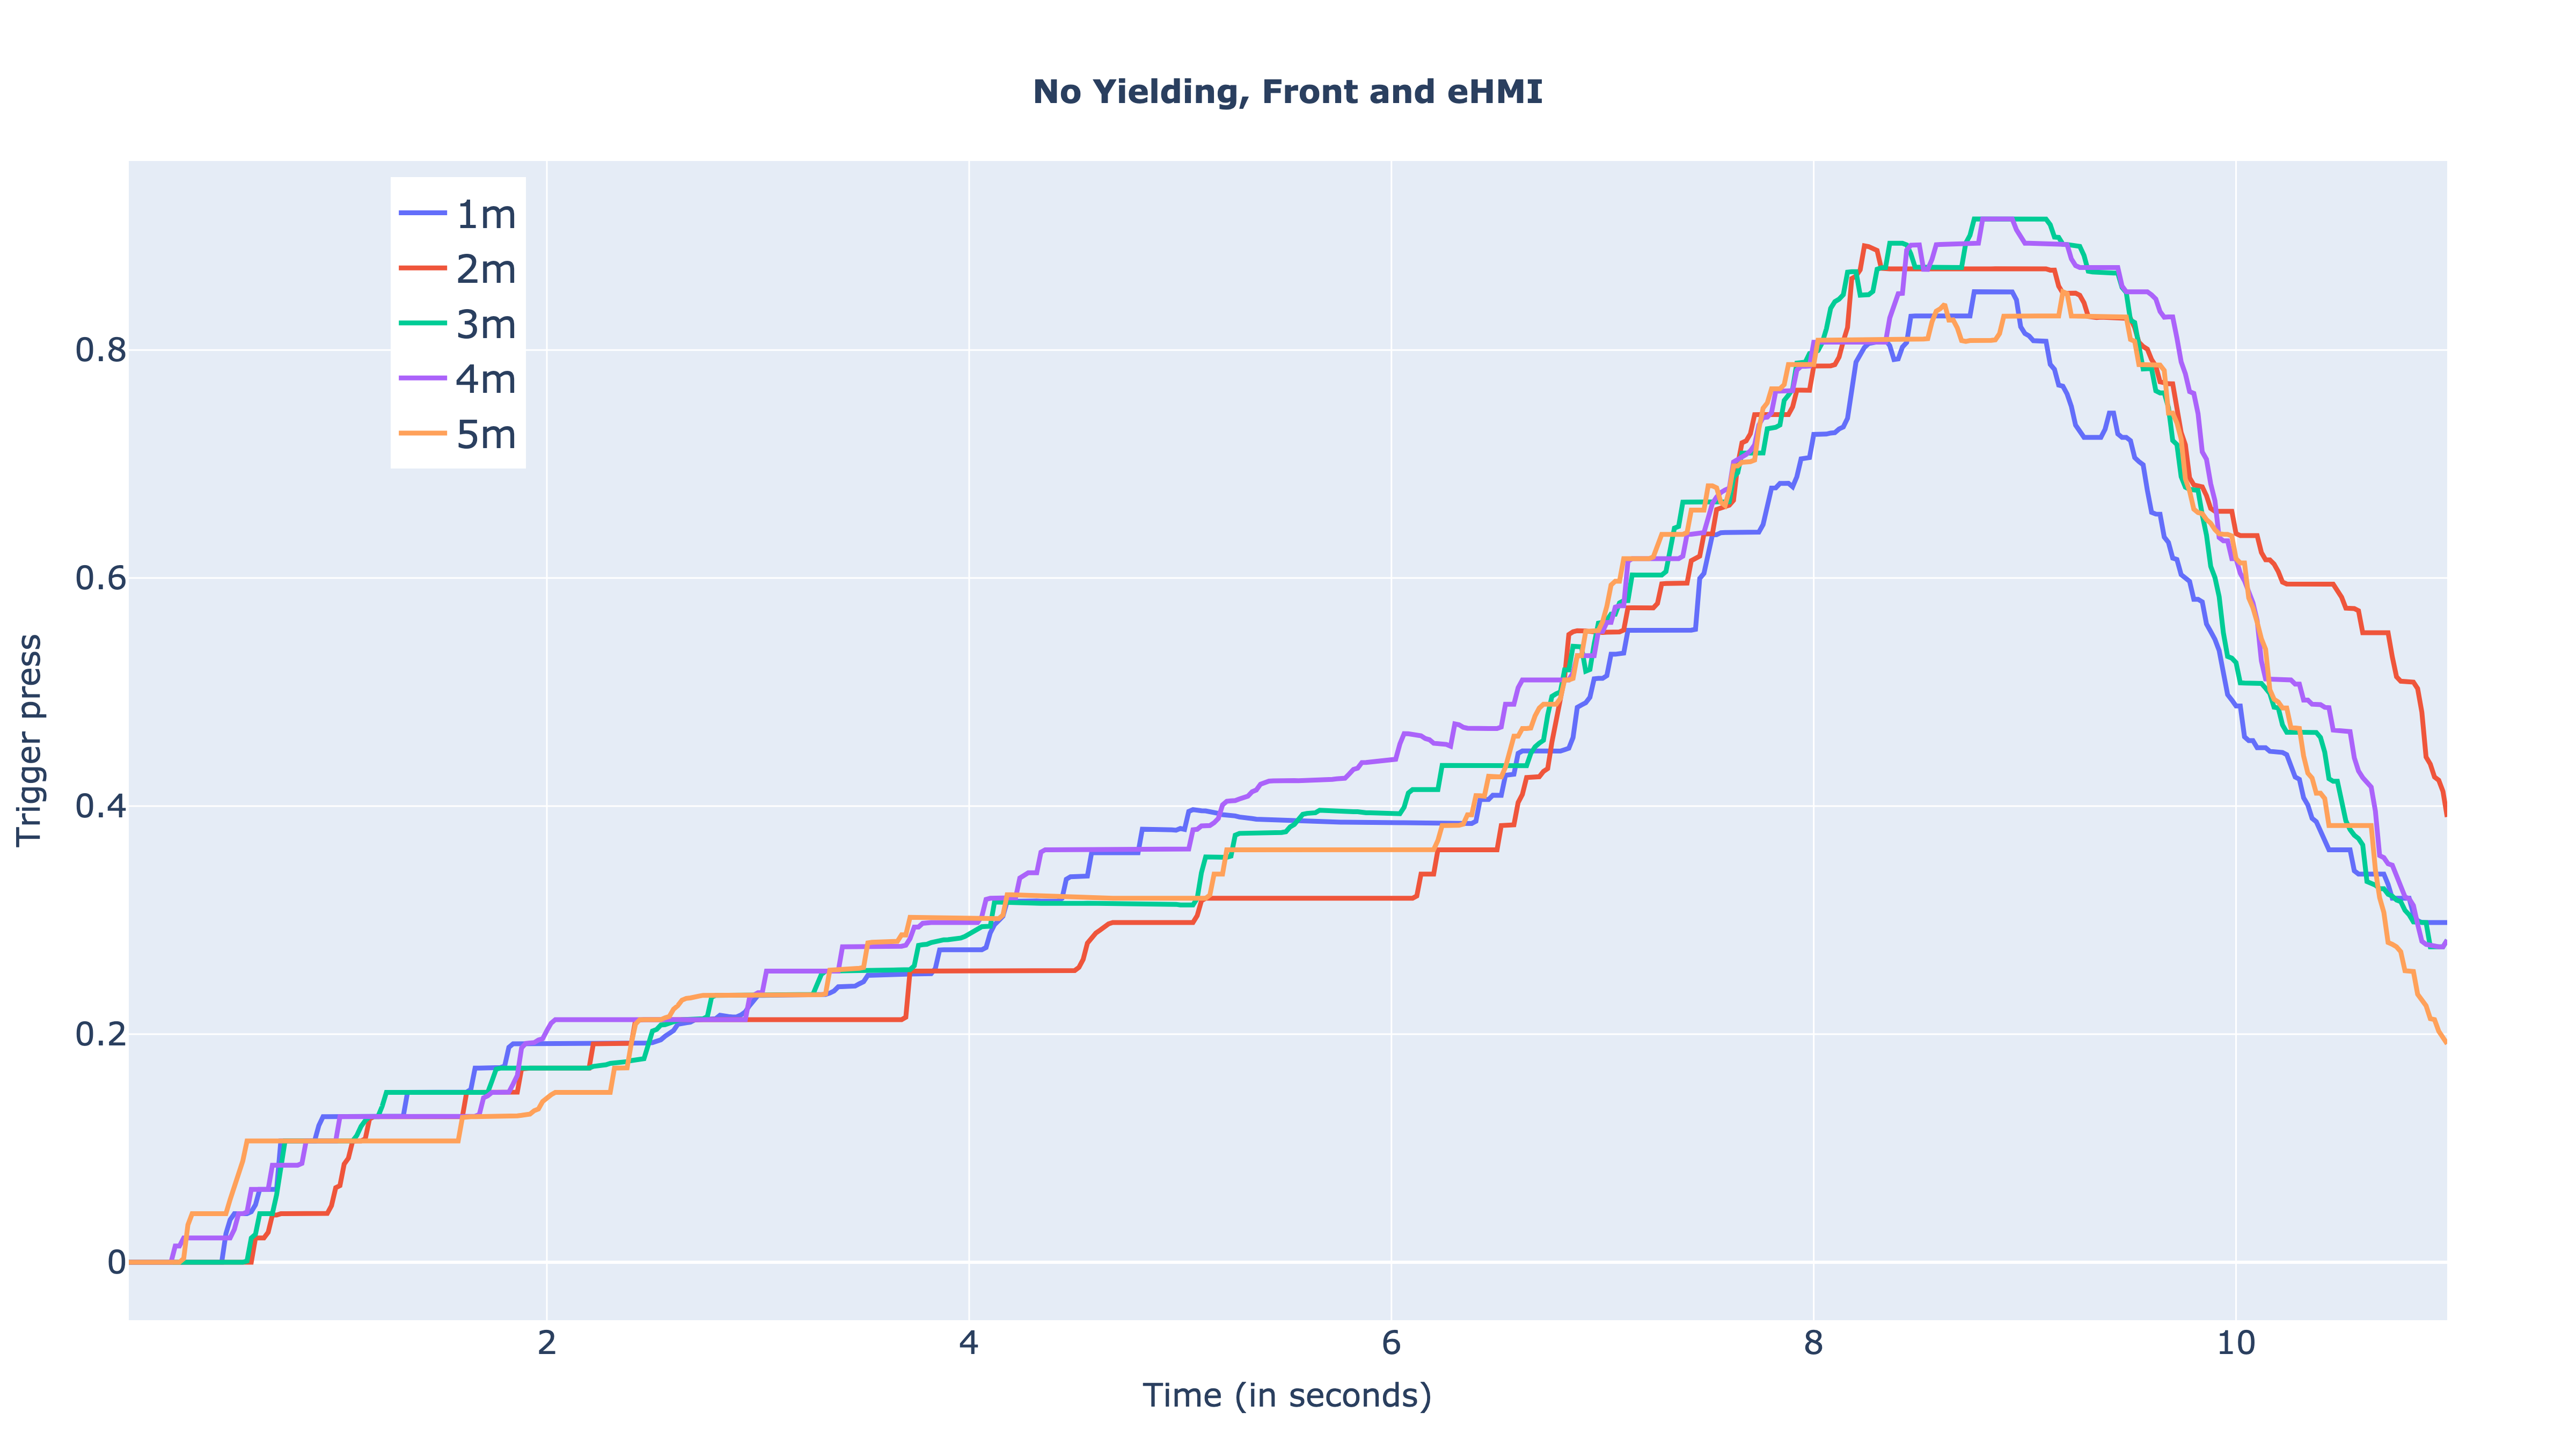 No Yielding, Front and eHMI
1m
2m
3m
4m
5m
Trigger press
0.8
0.6
0.4
0.2
0
2
4
6
8
10
Time (in seconds)